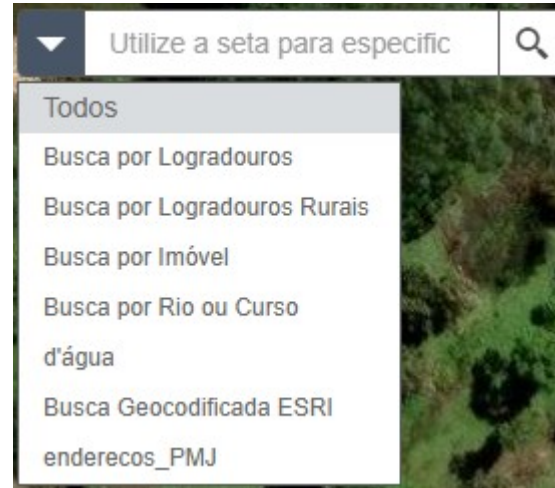 Utilize a seta para especific
Todos
Busca por Logradouros
Busca por Logradouros Rurais
Busca por Imóvel
Busca por Rio ou Curso
d'água
Busca Geocodificada ESRI
enderecos_PMJ